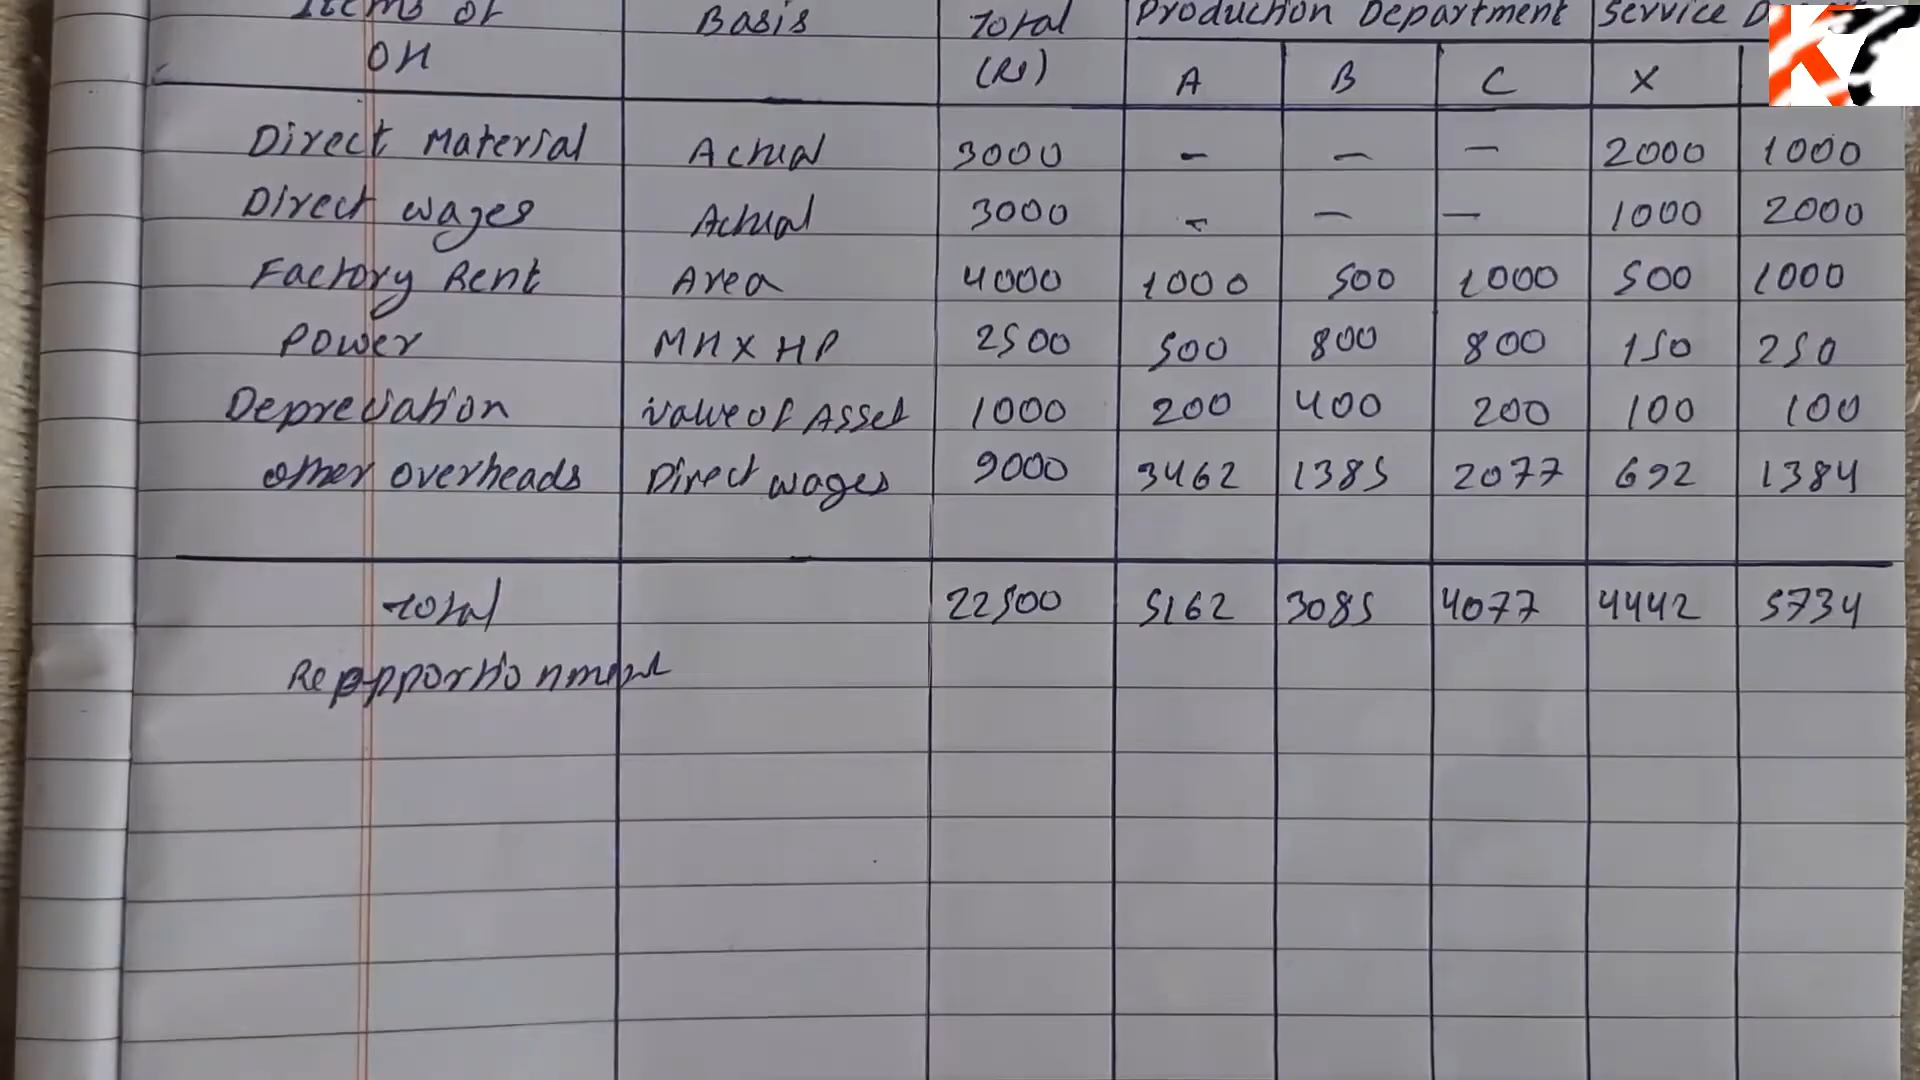 Items of Basis Total Production Department Service
OH (Rs) A B C X
Direct Material Actual 3000 - - - 2000 1000
Direct wages Actual 3000 - - - 1000 2000
Factory Rent Area 4000 1000 500 1000 500 1000
Power MH X HP 2500 500 800 800 150 250
Depreciation value of Asset 1000 200 400 200 100 100
other overheads Direct wages 9000 3462 1385 2077 692 1384
Total 22500 5162 3085 4077 4442 5734
Reapportionment